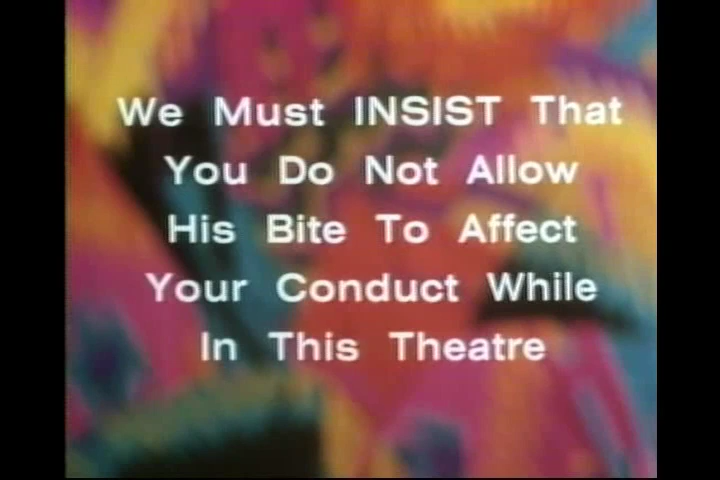 We Must INSIST That
You Do Not Allow
His Bite To Affect
Your Conduct While
In This Theatre